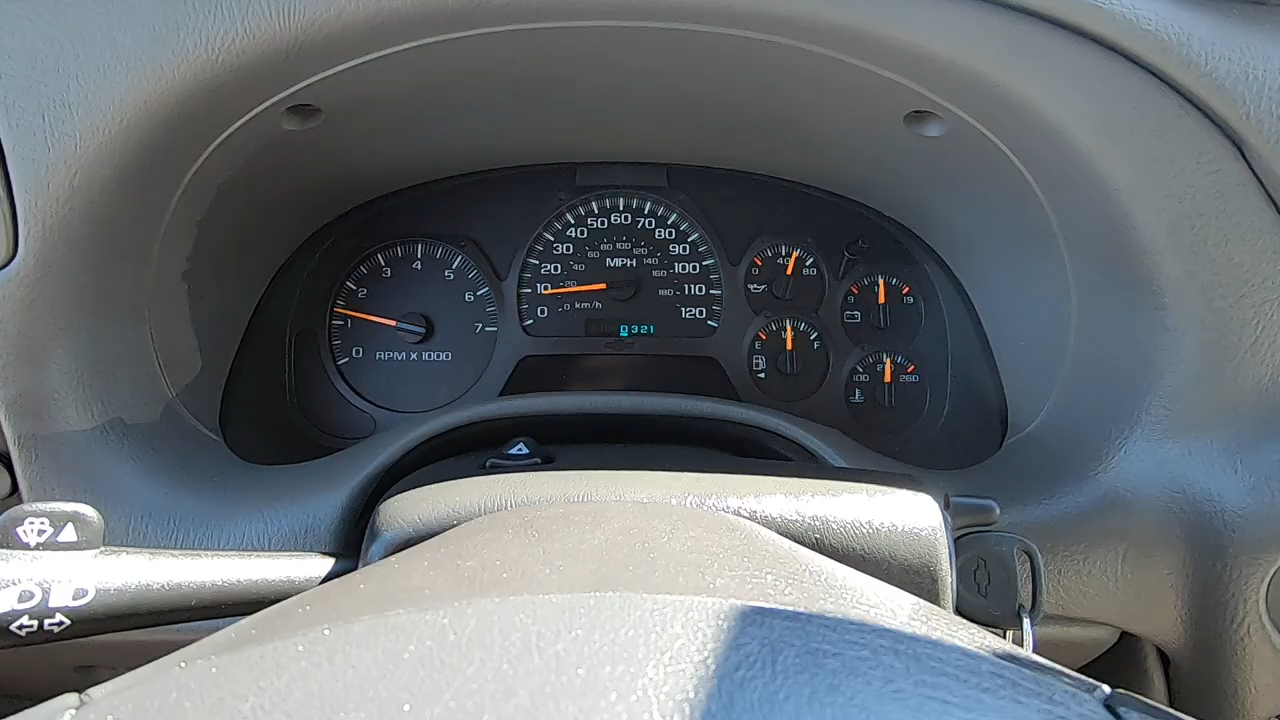 0 1 2 3 4 5 6 7
RPM X 1000
0 10 20 30 40 50 60 70 80 90 100 110 120
MPH
0 20 40 60 80 100 120 140 160 180
km/h
0321
0 40 80
9 19
E 1/2 F
100 260